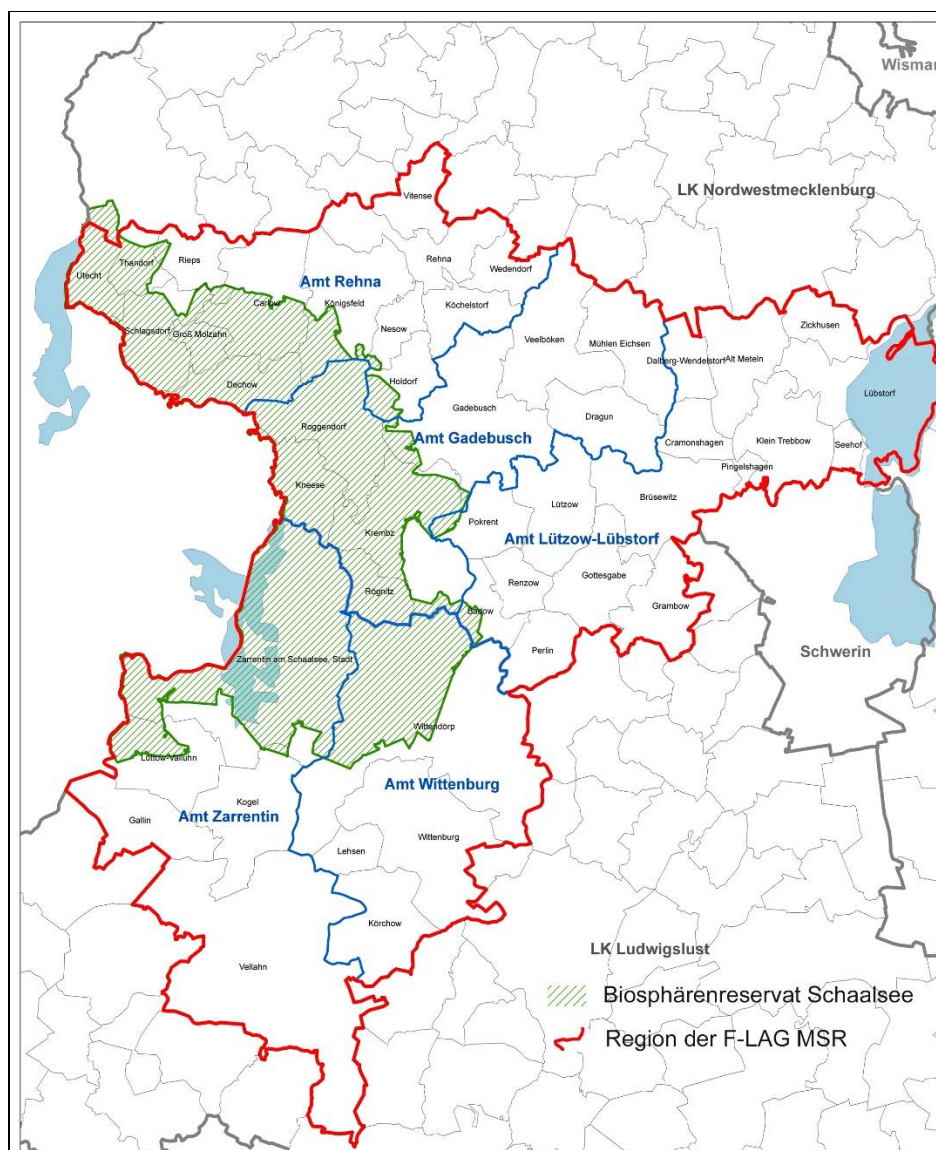 Wismar
LK Nordwestmecklenburg
Vitense
Utecht
Thandorf
Rieps
Rehna
Wedendorf
Amt Rehna
Carlow
Königsfeld
Köchelstorf
Zickhusen
Schlagsdorf
Groß Molzahn
Nesow
Veelböken
Mühlen Eichsen
Dalberg-Wendelstorf
Alt Meteln
Dechow
Holdorf
Lübstorf
Gadebusch
Dragun
Roggendorf
Amt Gadebusch
Cramonshagen
Klein Trebbow
Seehof
Pingelshagen
Kneese
Lützow
Brüsewitz
Krembz
Pokrent
Amt Lützow-Lübstorf
Rögnitz
Renzow
Gottesgabe
Grambow
Badow
Perlin
Schwerin
Zarrentin am Schaalsee, Stadt
Wittendörp
Lüttow-Valluhn
Amt Wittenburg
Kogel
Amt Zarrentin
Gallin
Wittenburg
Lehsen
Körchow
Vellahn
LK Ludwigslust
Biosphärenreservat Schaalsee
Region der F-LAG MSR